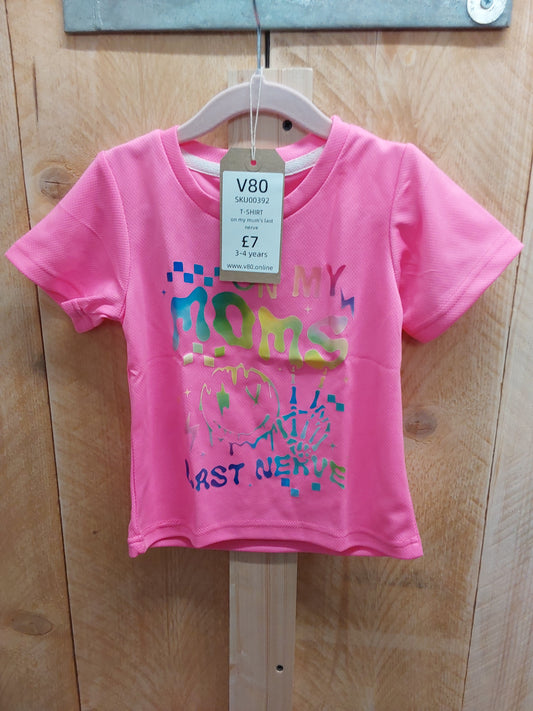 V80
SKU00392
T-SHIRT
on my mum's last
nerve
£7
3-4 years
www.v80.online
ON MY
MOMS
LAST NERVE